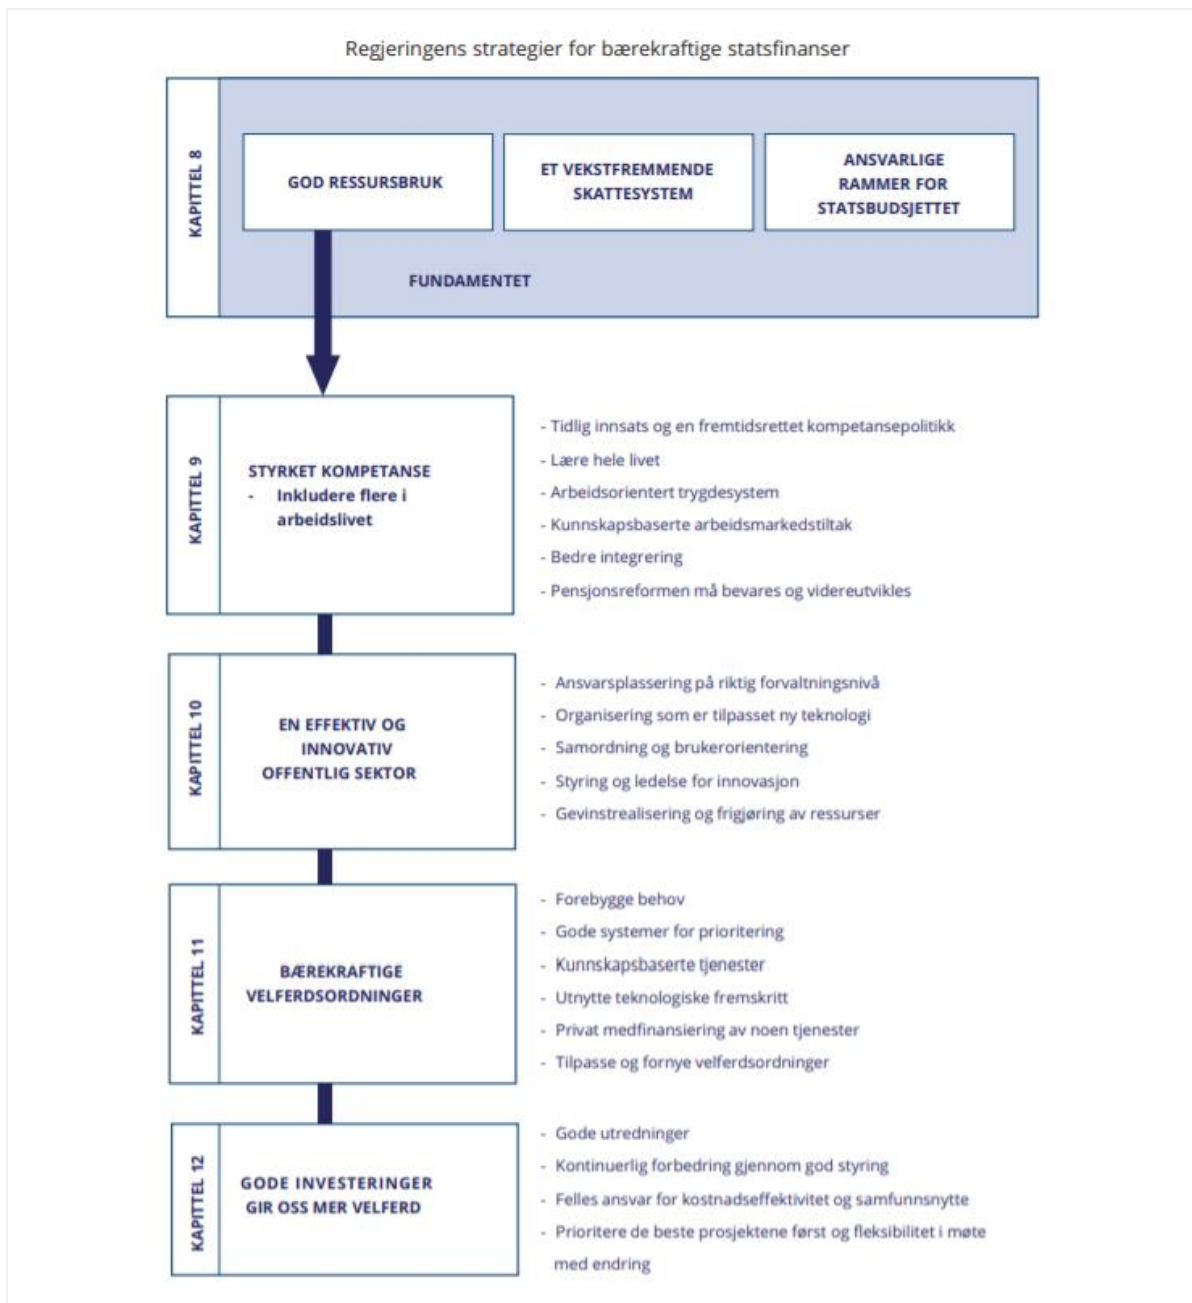 Regjeringens strategier for bærekraftige statsfinanser
KAPITTEL 8
GOD RESSURSBRUK
ET VEKSTFREMMENDE
SKATTESYSTEM
ANSVARLIGE
RAMMER FOR
STATSBUDSJETTET
FUNDAMENTET
KAPITTEL 9
STYRKET KOMPETANSE
- Inkludere flere i
arbeidslivet
- Tidlig innsats og en fremtidsrettet kompetansepolitikk
- Lære hele livet
- Arbeidsorientert trygdesystem
- Kunnskapsbaserte arbeidsmarkedstiltak
- Bedre integrering
- Pensjonsreformen må bevares og videreutvikles
KAPITTEL 10
EN EFFEKTIV OG
INNOVATIV
OFFENTLIG SEKTOR
- Ansvarsplassering på riktig forvaltningsnivå
- Organisering som er tilpasset ny teknologi
- Samordning og brukerorientering
- Styring og ledelse for innovasjon
- Gevinstrealisering og frigjøring av ressurser
KAPITTEL 11
BÆREKRAFTIGE
VELFERDSORDNINGER
- Forebygge behov
- Gode systemer for prioritering
- Kunnskapsbaserte tjenester
- Utnytte teknologiske fremskritt
- Privat medfinansiering av noen tjenester
- Tilpasse og fornye velferdsordninger
KAPITTEL 12
GODE INVESTERINGER
GIR OSS MER VELFERD
- Gode utredninger
- Kontinuerlig forbedring gjennom god styring
- Felles ansvar for kostnadseffektivitet og samfunnsnytte
- Prioritere de beste prosjektene først og fleksibilitet i møte
med endring